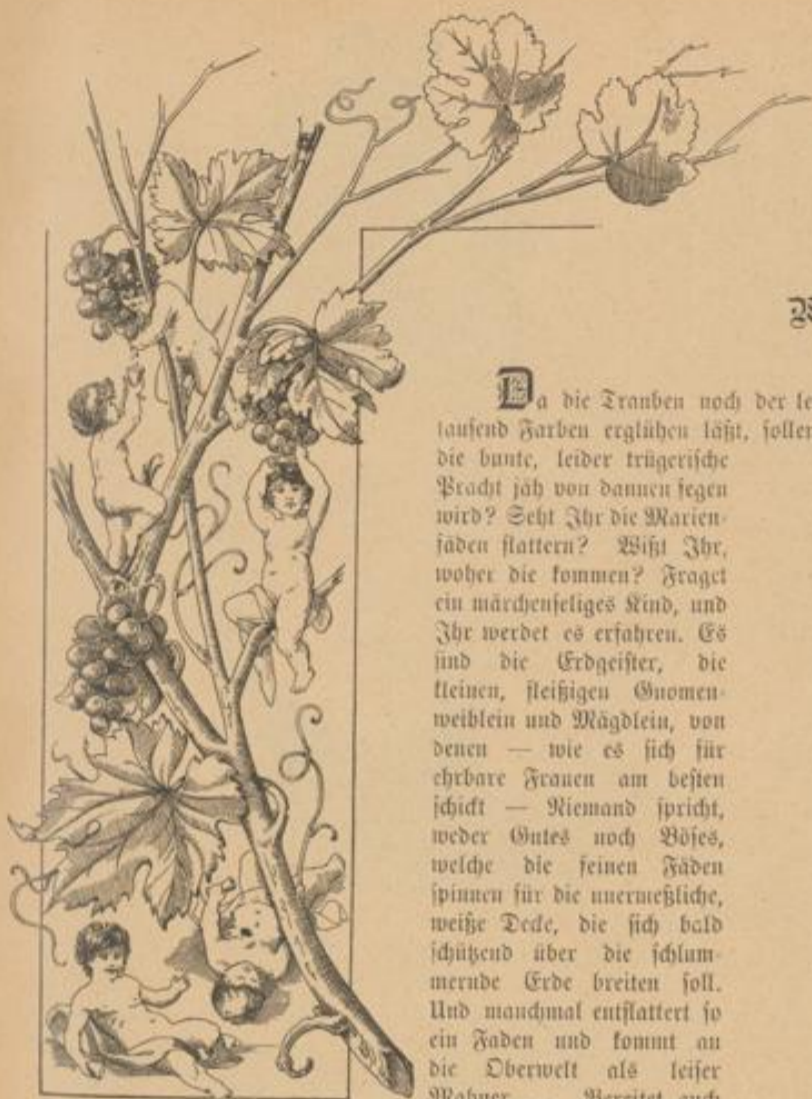 Da die Trauben noch der
tausend Farben erglühen läßt,
die bunte, leider trügerische
Pracht jäh von dannen fegen
wird? Seht Ihr die Marien-
fäden flattern? Wißt Ihr,
woher die kommen? Fraget
ein märchenseliges Kind, und
Ihr werdet es erfahren. Es
sind die Erdgeister, die
kleinen, fleißigen Gnomen-
weiblein und Mägdlein, von
denen — wie es sich für
ehrbare Frauen am besten
schickt — Niemand spricht,
weder Gutes noch Böses,
welche die feinen Fäden
spinnen für die unermeßliche,
weiße Decke, die sich bald
schützend über die schlum-
mernde Erde breiten soll.
Und manchmal entflattert so
ein Faden und kommt an
die Oberwelt als leiser
Mahner